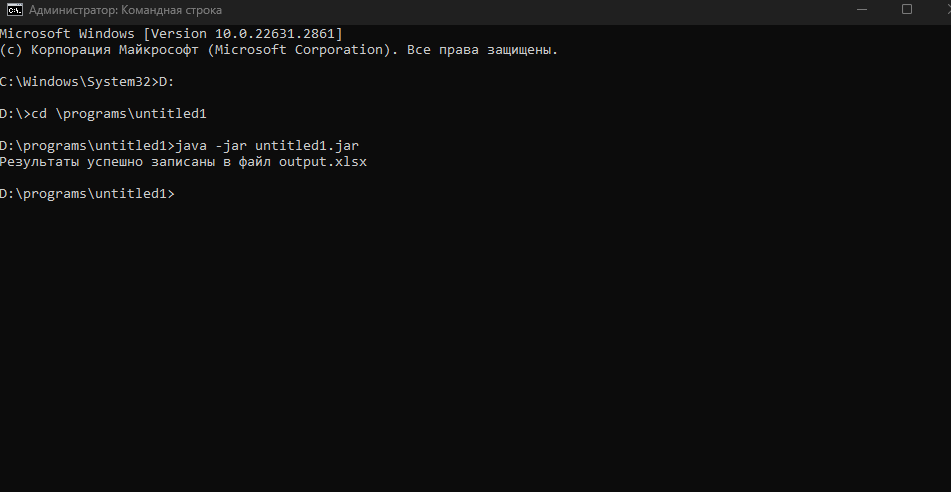 Администратор: Командная строка
Microsoft Windows [Version 10.0.22631.2861]
(c) Корпорация Майкрософт (Microsoft Corporation). Все права защищены.
C:\Windows\System32>D:
D:\>cd \programs\untitled1
D:\programs\untitled1>java -jar untitled1.jar
Результаты успешно записаны в файл output.xlsx
D:\programs\untitled1>